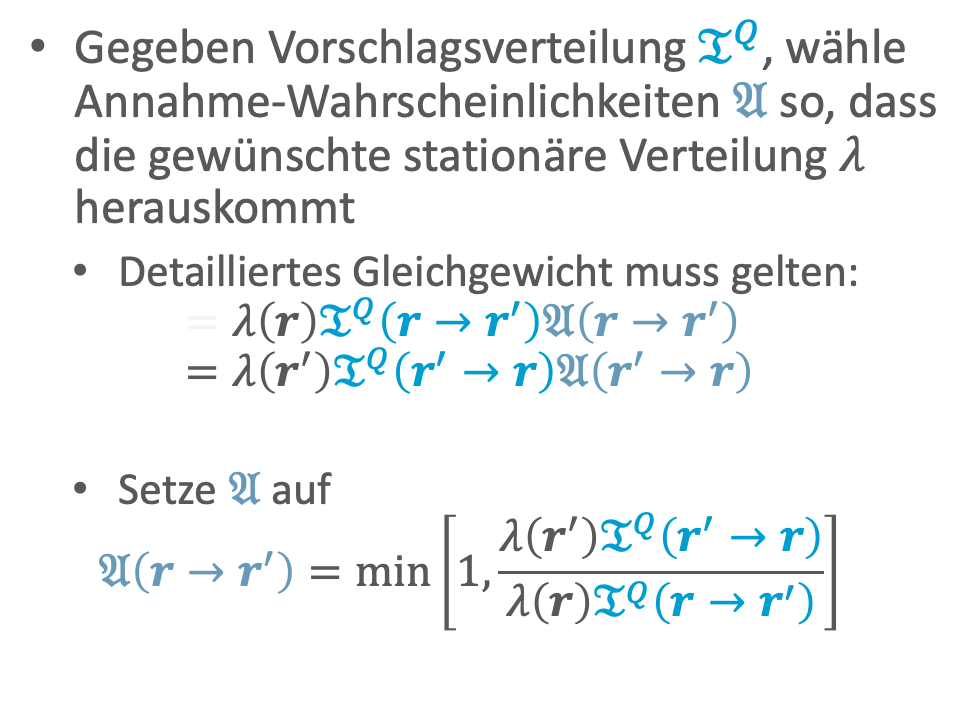 • Gegeben Vorschlagsverteilung 𝕿^Q, wähle
Annahme-Wahrscheinlichkeiten 𝕬 so, dass
die gewünschte stationäre Verteilung λ
herauskommt
• Detailliertes Gleichgewicht muss gelten:
= λ(r)𝕿^Q(r → r′)𝕬(r → r′)
= λ(r′)𝕿^Q(r′ → r)𝕬(r′ → r)
• Setze 𝕬 auf
𝕬(r → r′) = min [1, λ(r′)𝕿^Q(r′ → r) / λ(r)𝕿^Q(r → r′)]